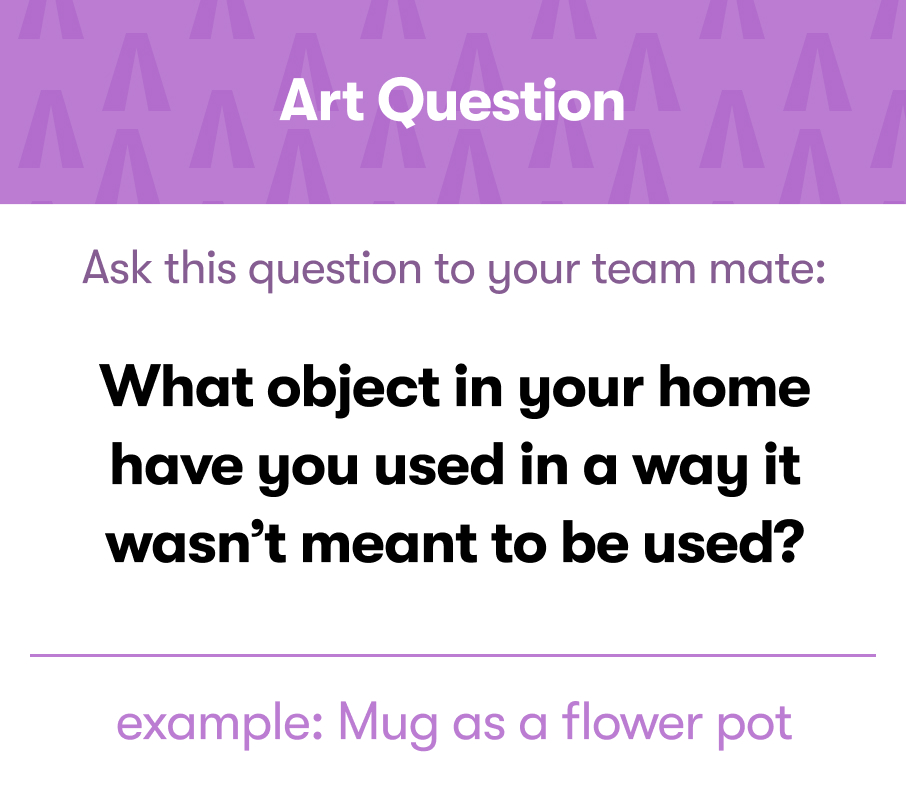 Art Question
Ask this question to your team mate:
What object in your home
have you used in a way it
wasn’t meant to be used?
example: Mug as a flower pot